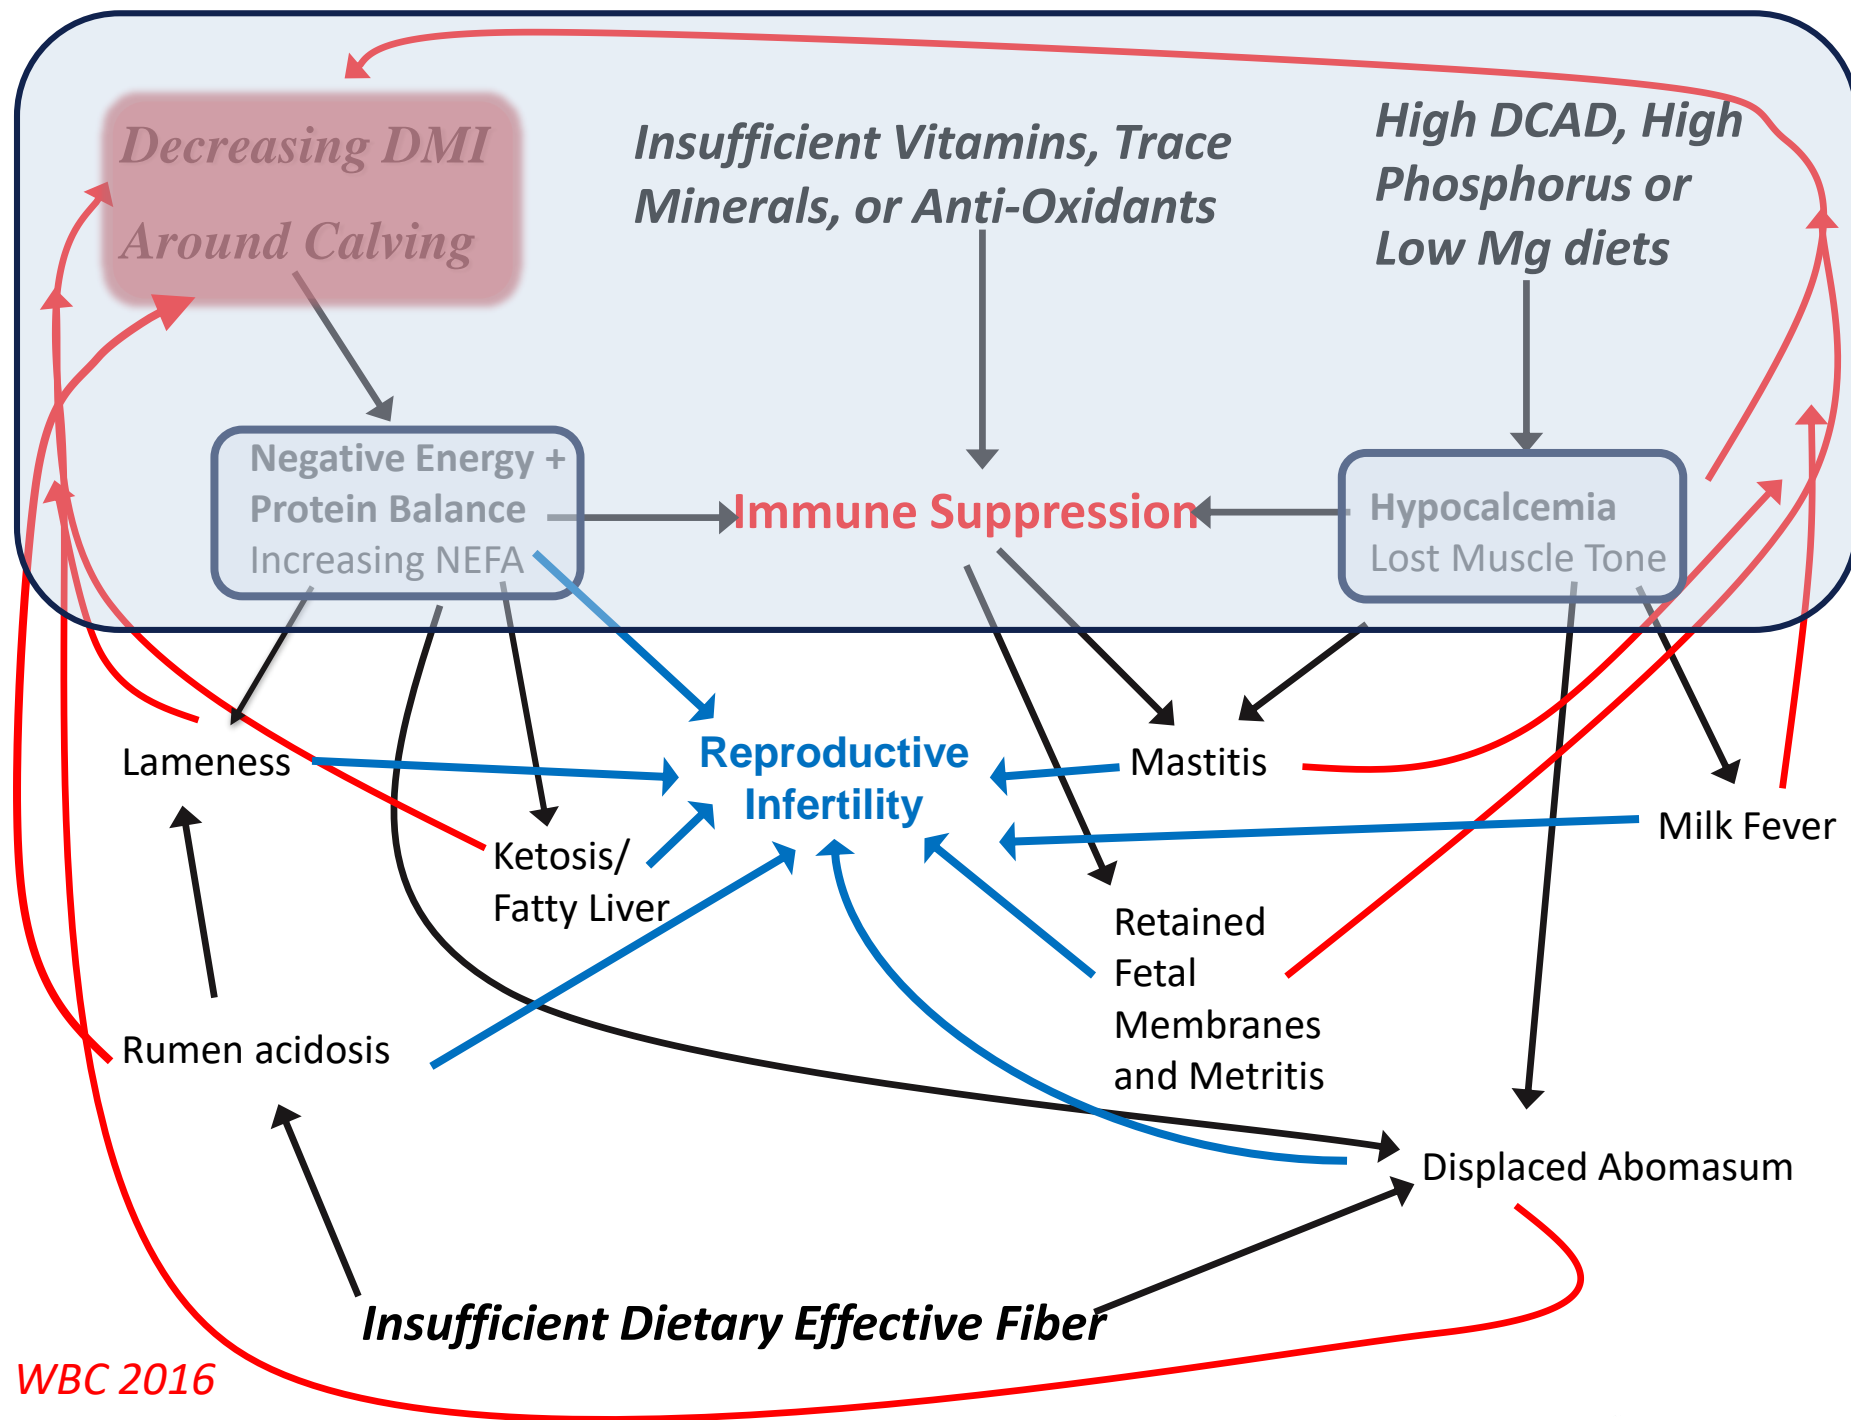 Decreasing DMI
Around Calving
Insufficient Vitamins, Trace
Minerals, or Anti-Oxidants
High DCAD, High
Phosphorus or
Low Mg diets
Negative Energy +
Protein Balance
Increasing NEFA
Immune Suppression
Hypocalcemia
Lost Muscle Tone
Lameness
Reproductive
Infertility
Mastitis
Milk Fever
Ketosis/
Fatty Liver
Retained
Fetal
Membranes
and Metritis
Rumen acidosis
Displaced Abomasum
Insufficient Dietary Effective Fiber
WBC 2016